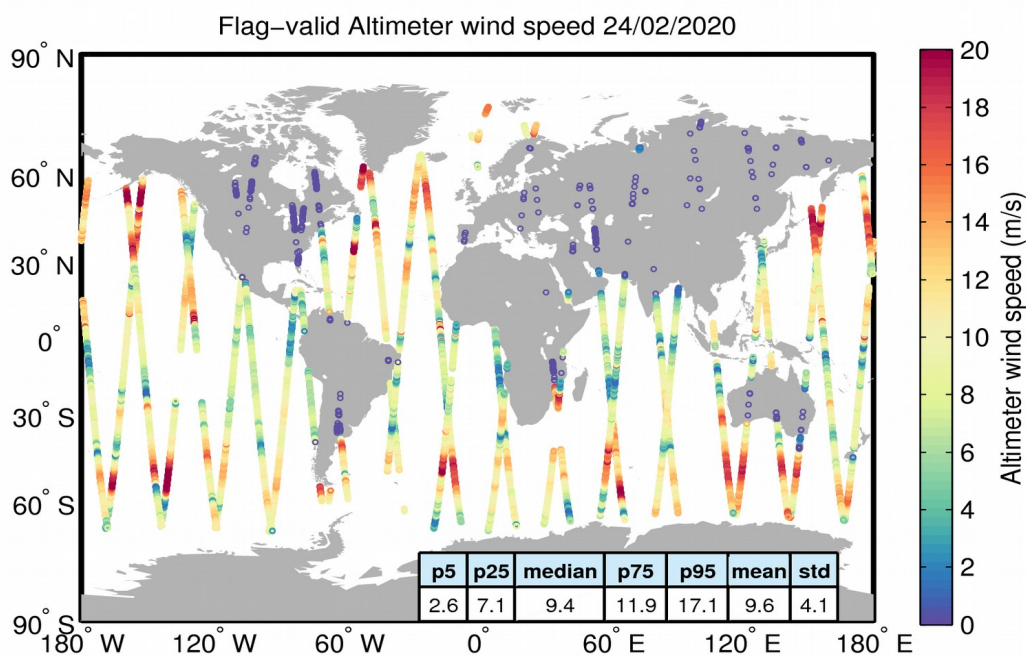 Flag-valid Altimeter wind speed 24/02/2020
90° N
60° N
30° N
0°
30° S
60° S
90° S
180° W
120° W
60° W
0°
60° E
120° E
180° E
p5 p25 median p75 p95 mean std
2.6 7.1 9.4 11.9 17.1 9.6 4.1
20
18
16
14
12
10
8
6
4
2
0
Altimeter wind speed (m/s)